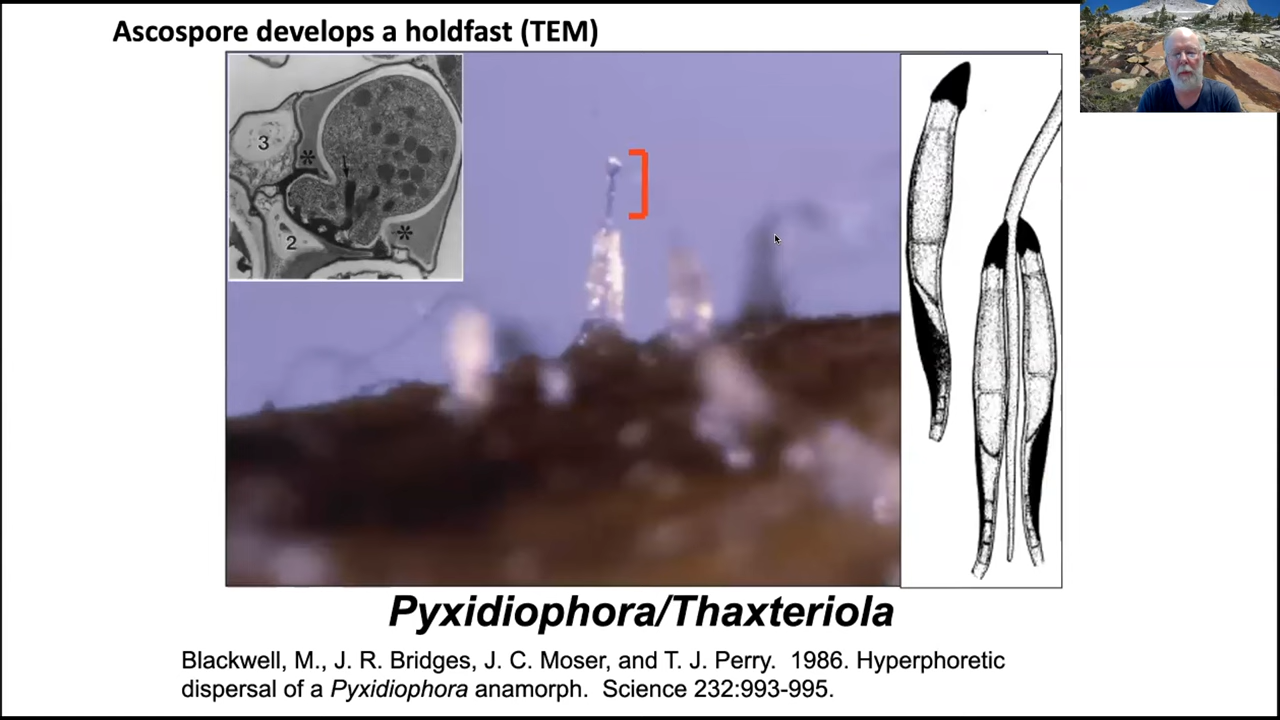 Ascospore develops a holdfast (TEM)
3
*
2
*
Pyxidiophora/Thaxteriola
Blackwell, M., J. R. Bridges, J. C. Moser, and T. J. Perry.  1986. Hyperphoretic
dispersal of a Pyxidiophora anamorph.  Science 232:993-995.